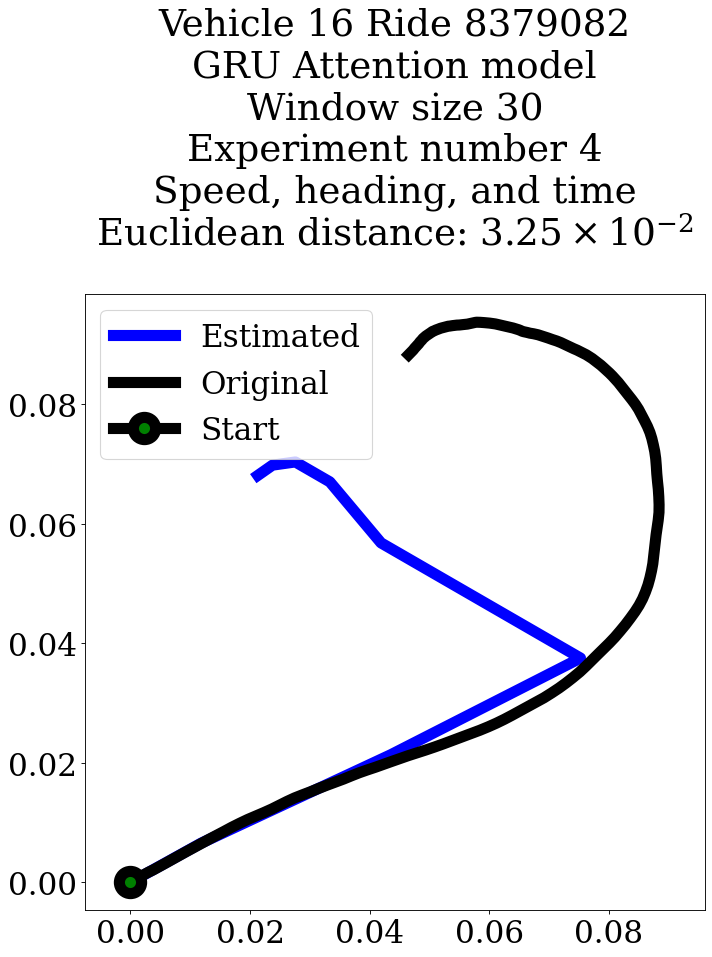 Vehicle 16 Ride 8379082
GRU Attention model
Window size 30
Experiment number 4
Speed, heading, and time
Euclidean distance: 3.25 × 10⁻²
Estimated
Original
Start
0.08
0.06
0.04
0.02
0.00
0.00 0.02 0.04 0.06 0.08